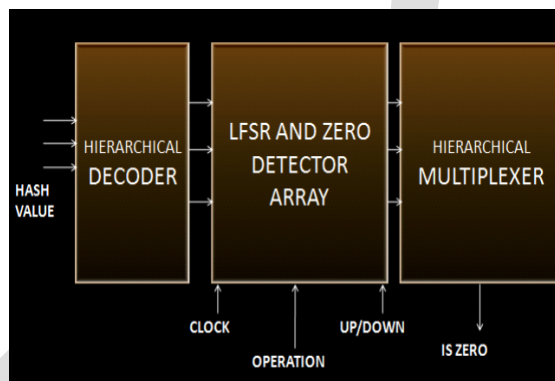 HASH
VALUE
HIERARCHICAL
DECODER
LFSR AND ZERO
DETECTOR
ARRAY
HIERARCHICAL
MULTIPLEXER
CLOCK
OPERATION
UP/DOWN
IS ZERO